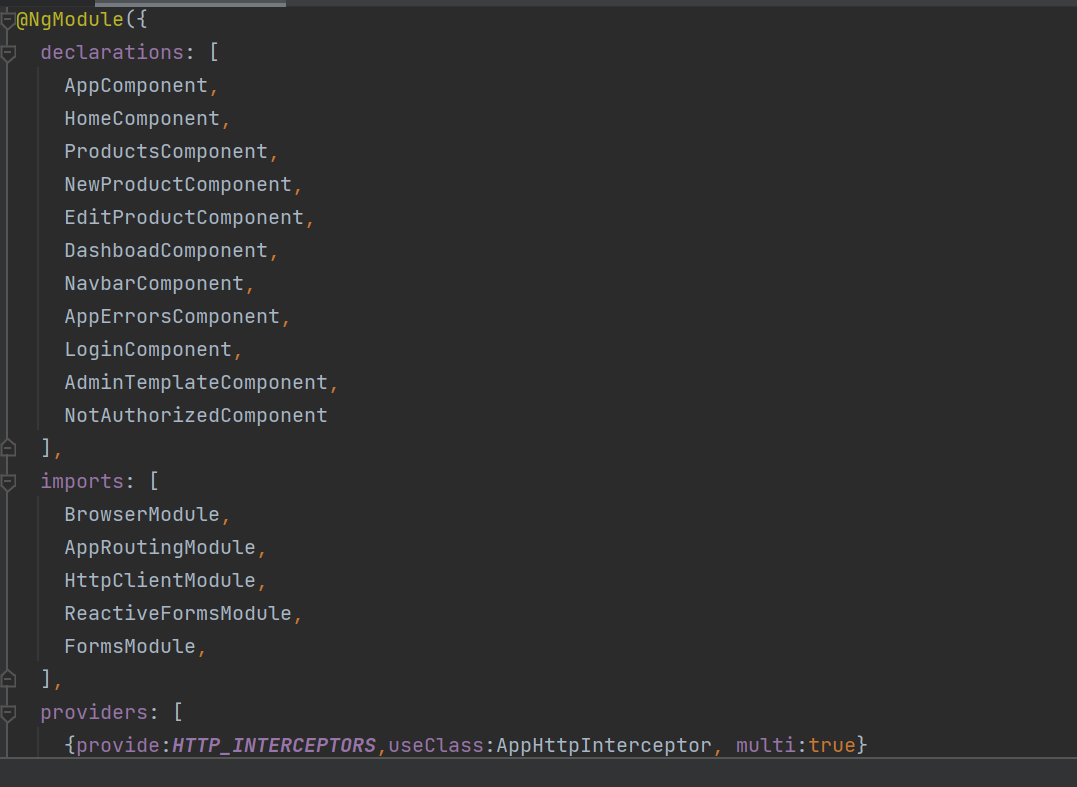 @NgModule({
declarations: [
AppComponent,
HomeComponent,
ProductsComponent,
NewProductComponent,
EditProductComponent,
DashboadComponent,
NavbarComponent,
AppErrorsComponent,
LoginComponent,
AdminTemplateComponent,
NotAuthorizedComponent
],
imports: [
BrowserModule,
AppRoutingModule,
HttpClientModule,
ReactiveFormsModule,
FormsModule,
],
providers: [
{provide:HTTP_INTERCEPTORS,useClass:AppHttpInterceptor, multi:true}